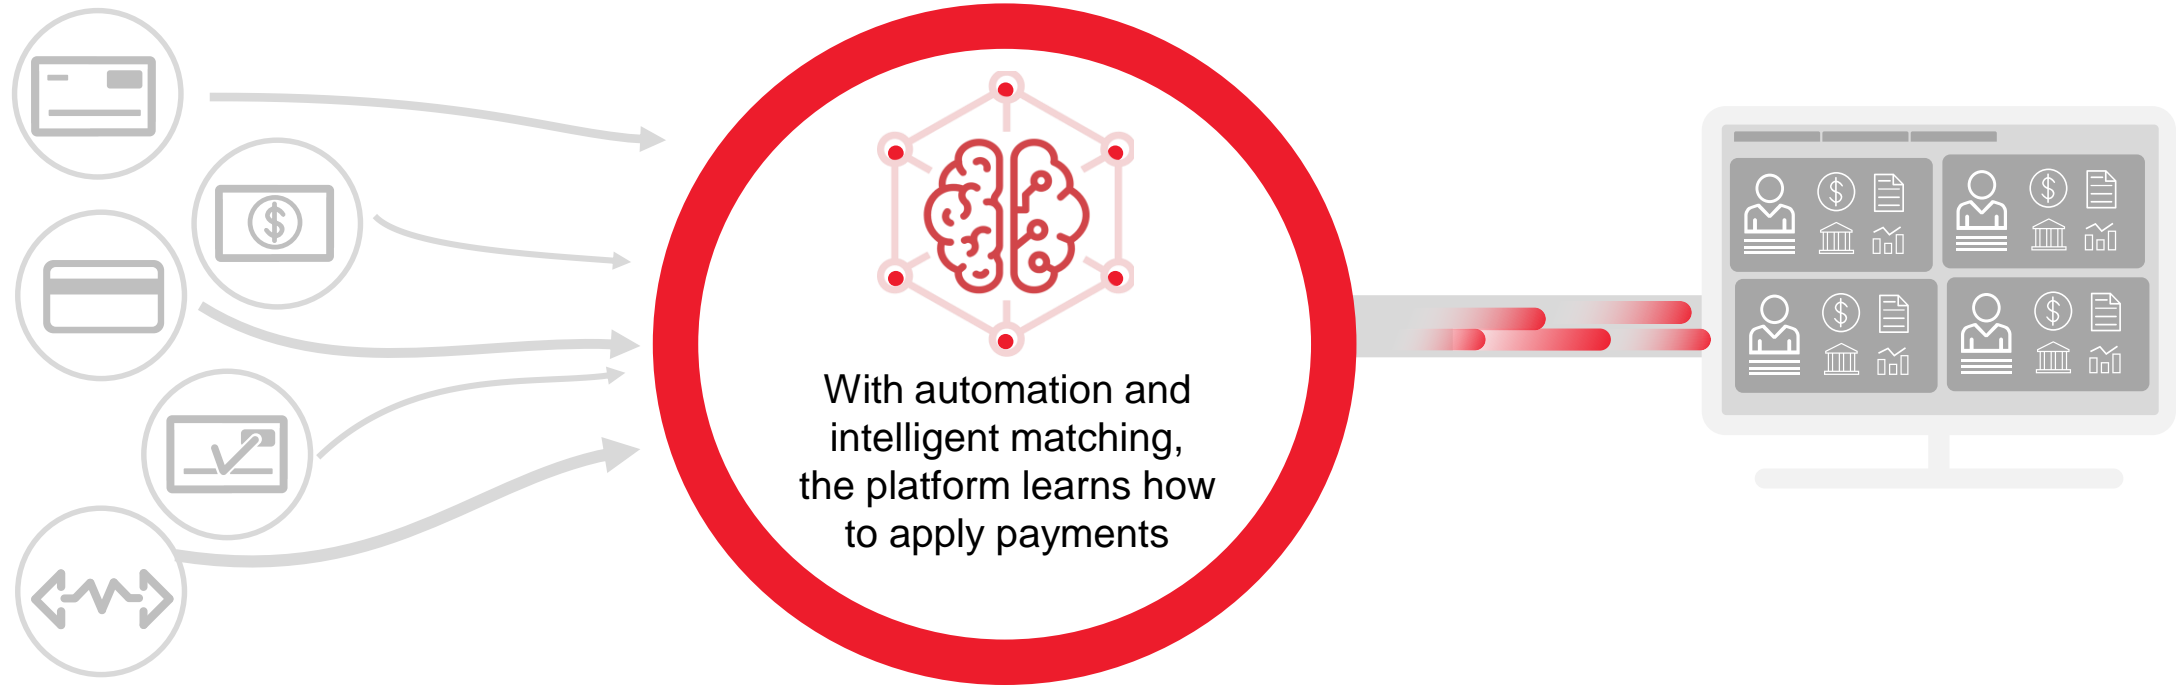 With automation and
intelligent matching,
the platform learns how
to apply payments